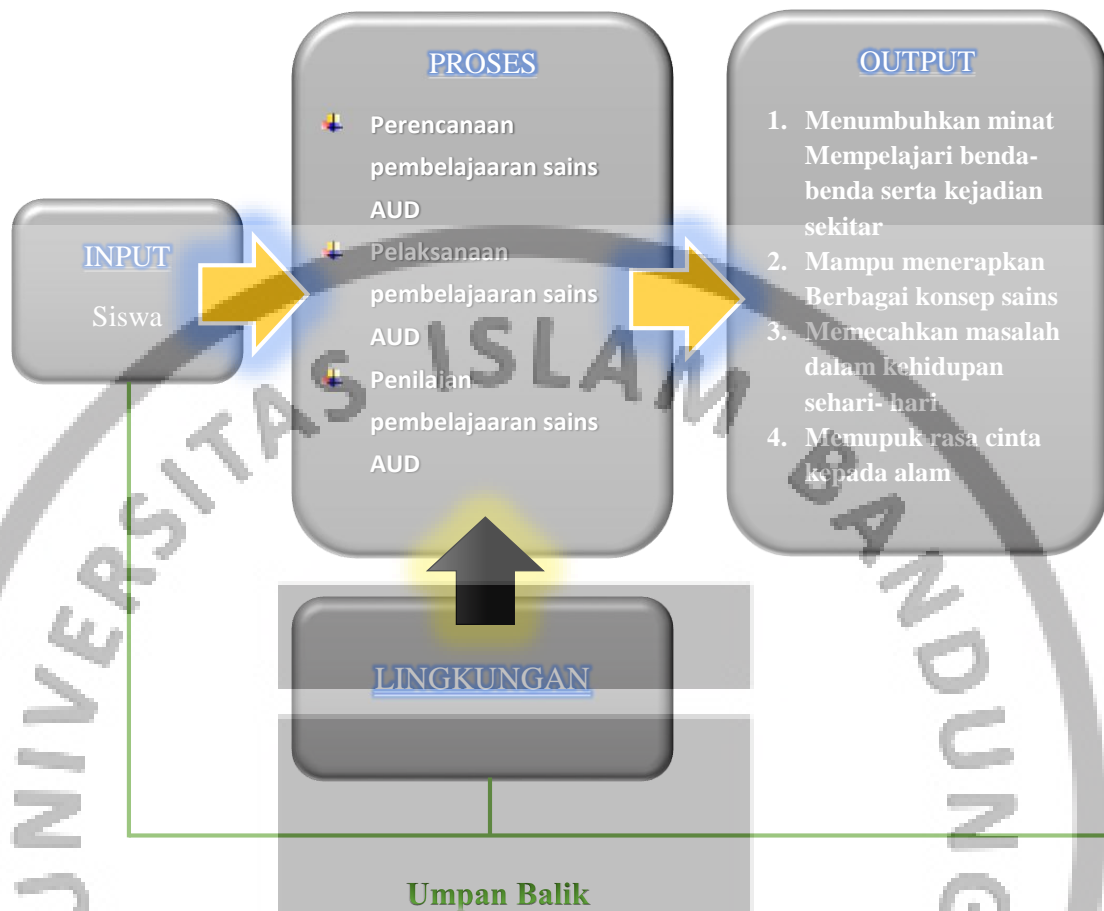 INPUT
Siswa
PROSES
Perencanaan
pembelajaaran sains
AUD
Pelaksanaan
pembelajaaran sains
AUD
Penilaian
pembelajaaran sains
AUD
OUTPUT
1. Menumbuhkan minat
Mempelajari benda-
benda serta kejadian
sekitar
2. Mampu menerapkan
Berbagai konsep sains
3. Memecahkan masalah
dalam kehidupan
sehari- hari
4. Memupuk rasa cinta
kepada alam
LINGKUNGAN
Umpan Balik
UNIVERSITAS ISLAM BANDUNG